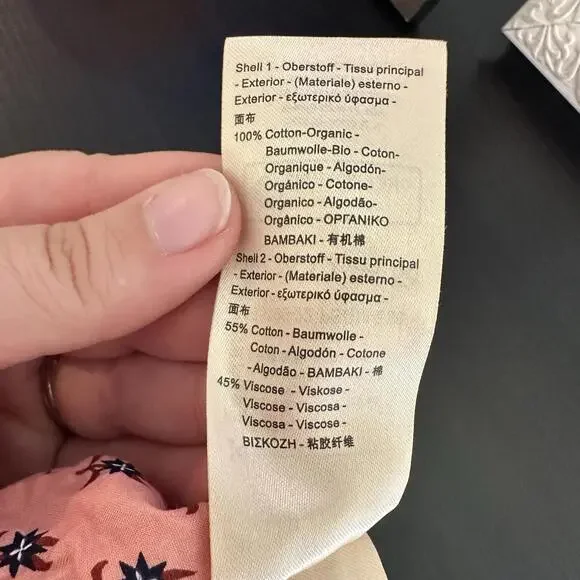 Shell 1 - Oberstoff - Tissu principal
- Exterior - (Materiale) esterno -
Exterior - εξωτερικό ύφασμα -
面布
100% Cotton-Organic -
Baumwolle-Bio - Coton-
Organique - Algodón-
Orgánico - Cotone-
Organico - Algodão-
Orgânico - ΟΡΓΑΝΙΚΟ
BAMBAKI - 有机棉
Shell 2 - Oberstoff - Tissu principal
- Exterior - (Materiale) esterno -
Exterior - εξωτερικό ύφασμα -
面布
55% Cotton - Baumwolle -
Coton - Algodón - Cotone
- Algodão - BAMBAKI - 棉
45% Viscose - Viskose -
Viscose - Viscosa -
Viscosa - Viscose -
ΒΙΣΚΟΖΗ - 粘胶纤维